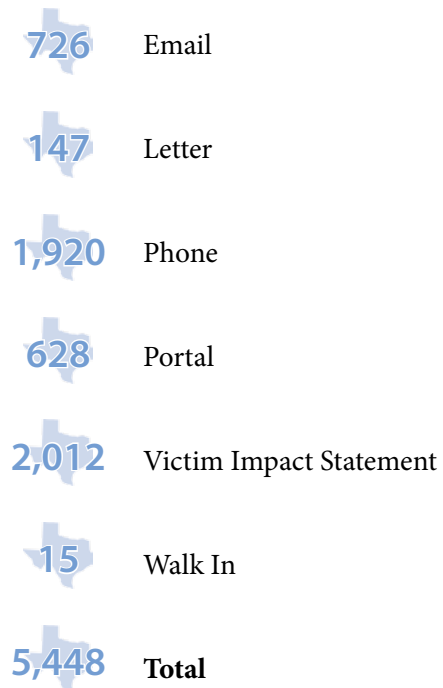 726 Email
147 Letter
1,920 Phone
628 Portal
2,012 Victim Impact Statement
15 Walk In
5,448 Total